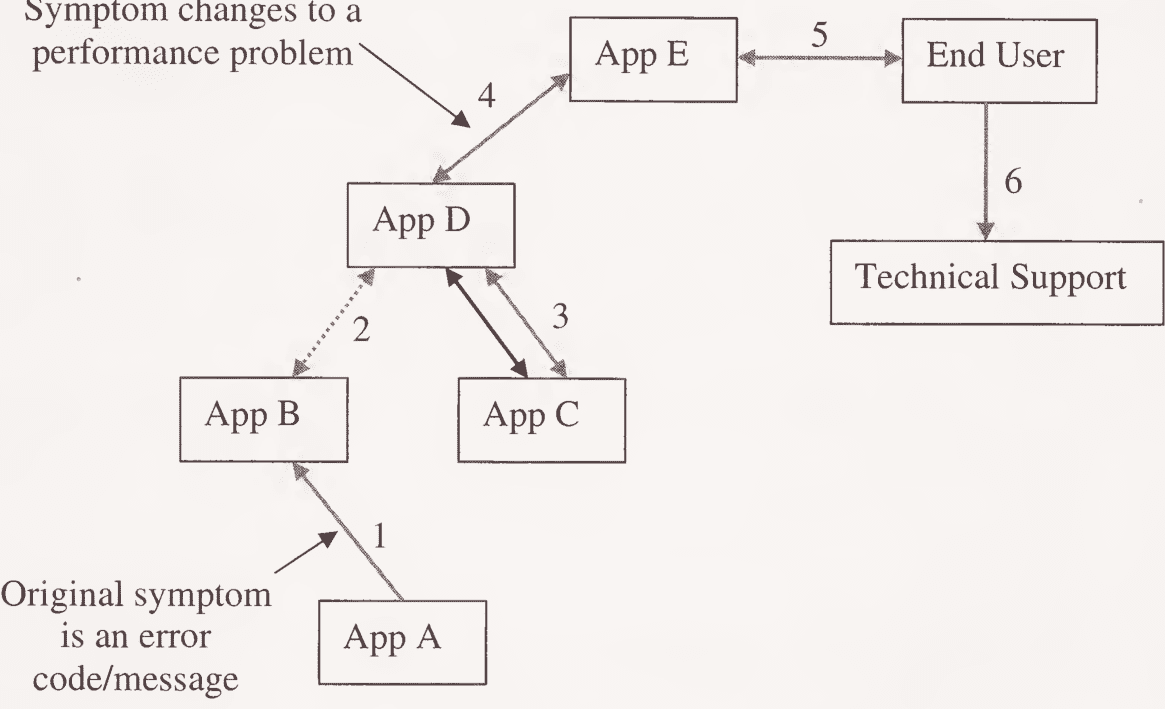 Symptom changes to a
performance problem
App E
5
End User
4
6
App D
Technical Support
2
3
App B
App C
1
Original symptom
is an error
code/message
App A